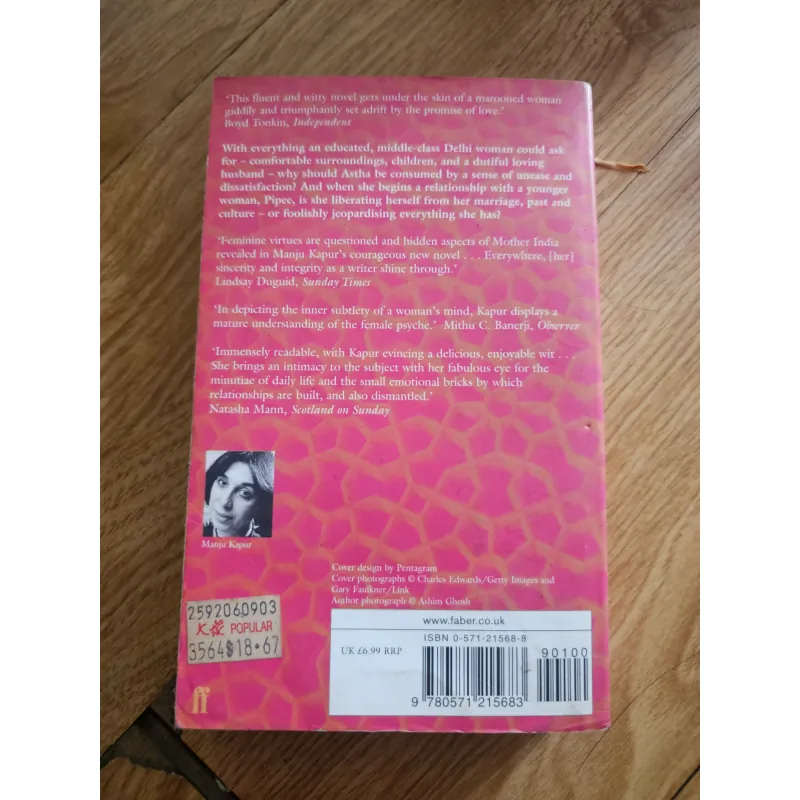 ‘This fluent and witty novel gets under the skin of a marooned woman
giddily and triumphantly set adrift by the promise of love.’
Boyd Tonkin, Independent
With everything an educated, middle-class Delhi woman could ask
for – comfortable surroundings, children, and a dutiful loving
husband – why should Astha be consumed by a sense of unease and
dissatisfaction? And when she begins a relationship with a younger
woman, Pipee, is she liberating herself from her marriage, past and
culture – or foolishly jeopardising everything she has?
‘Feminine virtues are questioned and hidden aspects of Mother India
revealed in Manju Kapur’s courageous new novel . . . Everywhere, [her]
sincerity and integrity as a writer shine through.’
Lindsay Duguid, Sunday Times
‘In depicting the inner subtlety of a woman’s mind, Kapur displays a
mature understanding of the female psyche.’ Mithu C. Banerji, Observer
‘Immensely readable, with Kapur evincing a delicious, enjoyable wit . . .
She brings an intimacy to the subject with her fabulous eye for the
minutiae of daily life and the small emotional bricks by which
relationships are built, and also dismantled.’
Natasha Mann, Scotland on Sunday
Manju Kapur
Cover design by Pentagram
Cover photographs © Charles Edwards/Getty Images and
Gary Faulkner/Link
Author photograph © Ashim Ghosh
2592060903
大衆 POPULAR
3564$18·67
www.faber.co.uk
ISBN 0-571-21568-8
UK £6.99 RRP
90100
9 780571 215683
ff